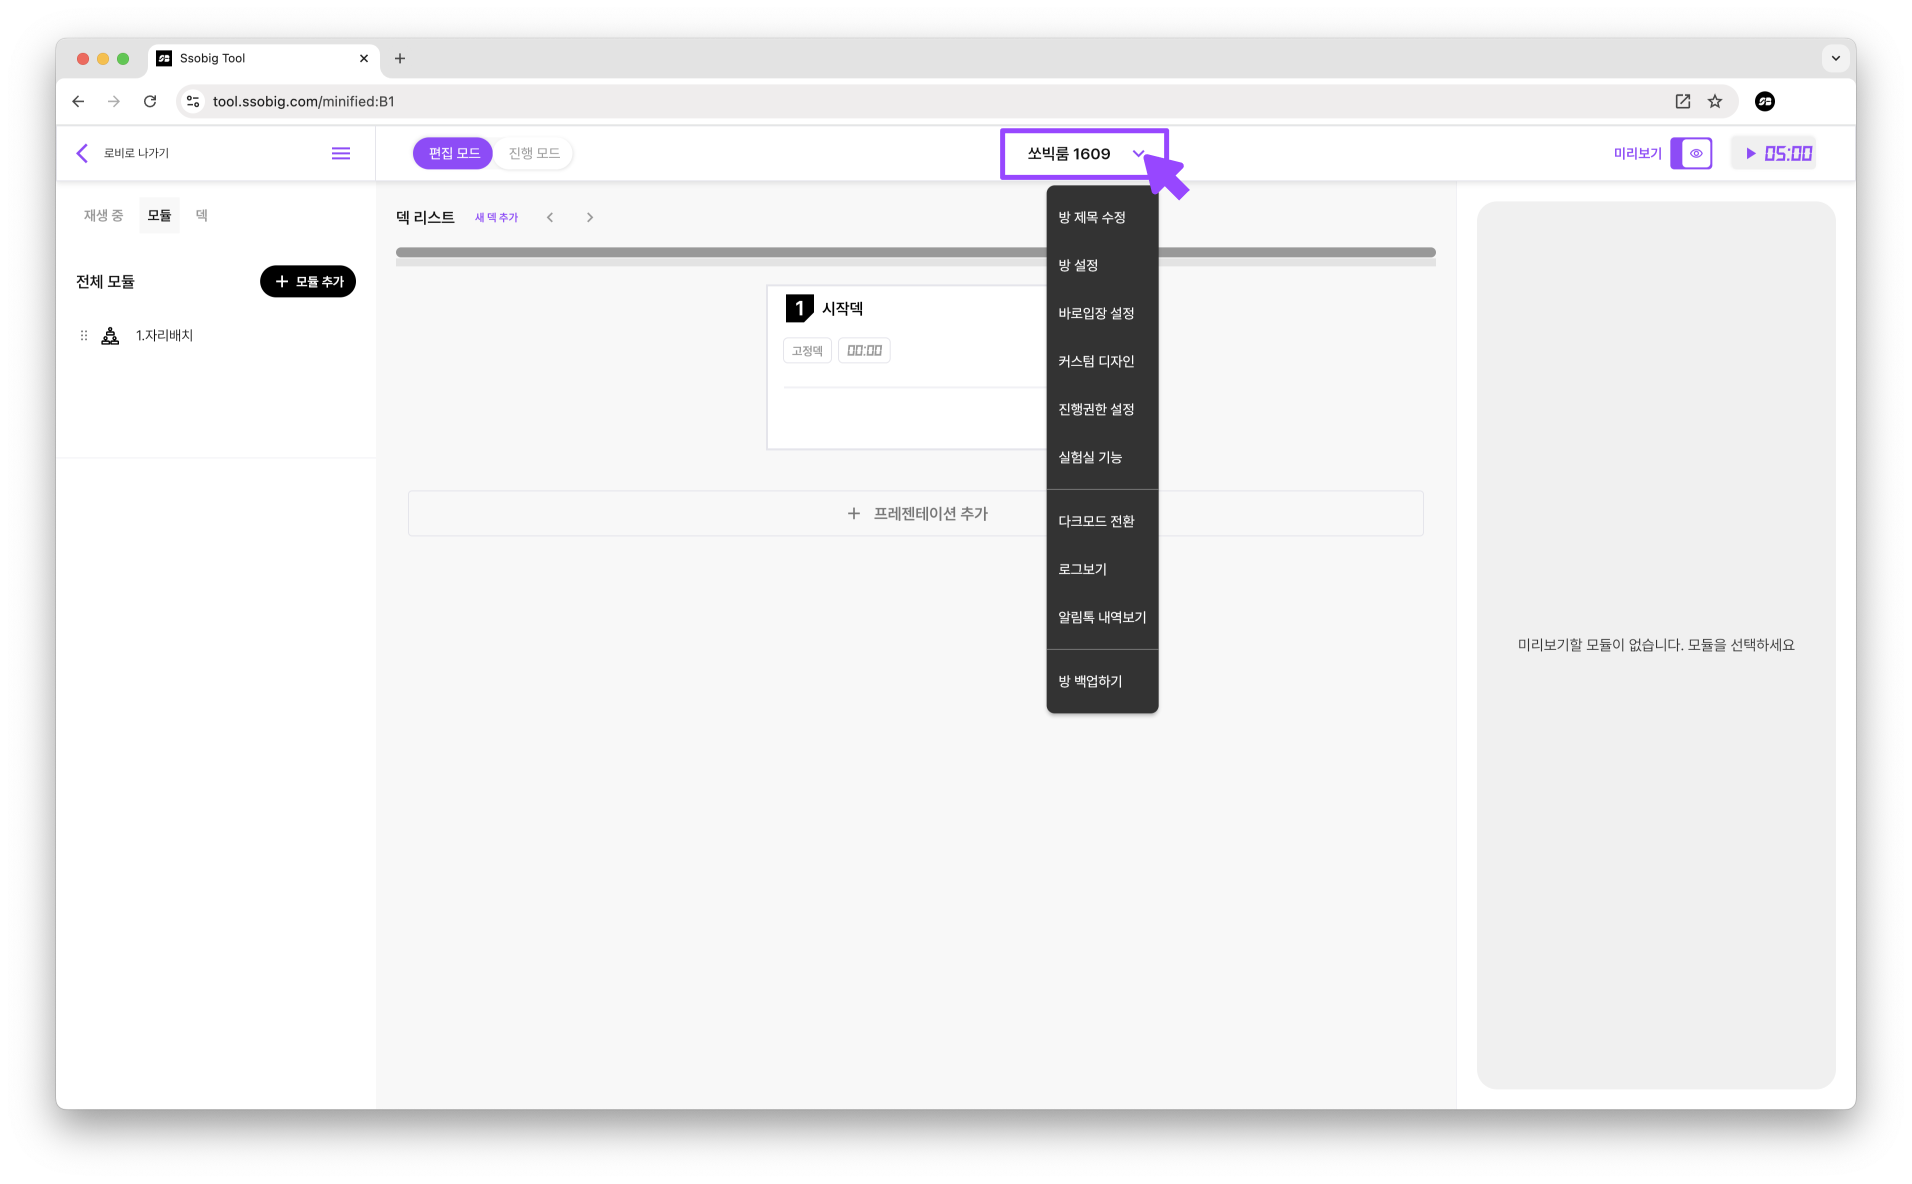 Ssobig Tool
tool.ssobig.com/minified:B1
로비로 나가기
편집 모드
진행 모드
쏘빅룸 1609
미리보기
05:00
재생 중
모듈
덱
전체 모듈
모듈 추가
1.자리배치
덱 리스트
새 덱 추가
1 시작덱
고정덱
00:00
프레젠테이션 추가
방 제목 수정
방 설정
바로입장 설정
커스텀 디자인
진행권한 설정
실험실 기능
다크모드 전환
로그보기
알림톡 내역보기
방 백업하기
미리보기할 모듈이 없습니다. 모듈을 선택하세요